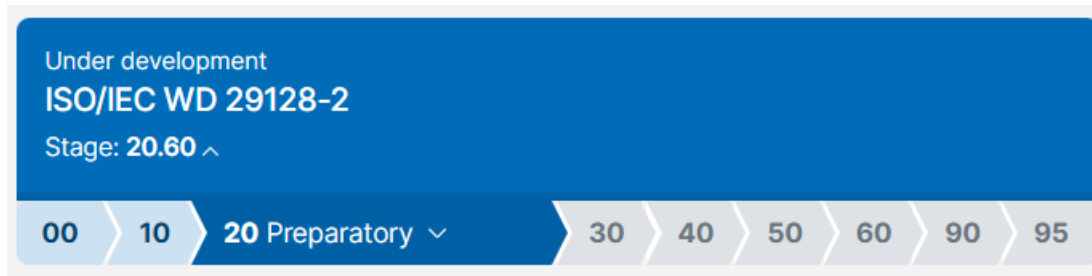 Under development
ISO/IEC WD 29128-2
Stage: 20.60
00 10 20 Preparatory 30 40 50 60 90 95